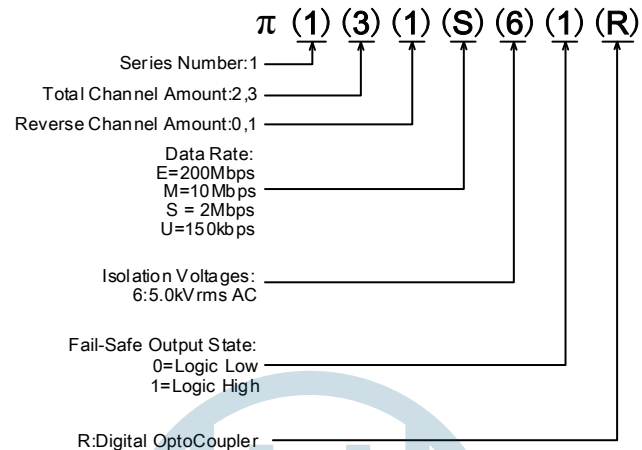 π (1) (3) (1) (S) (6) (1) (R)
Series Number:1
Total Channel Amount:2,3
Reverse Channel Amount:0,1
Data Rate:
E=200Mbps
M=10Mbps
S = 2Mbps
U=150kbps
Isolation Voltages:
6:5.0kVrms AC
Fail-Safe Output State:
0=Logic Low
1=Logic High
R:Digital OptoCoupler